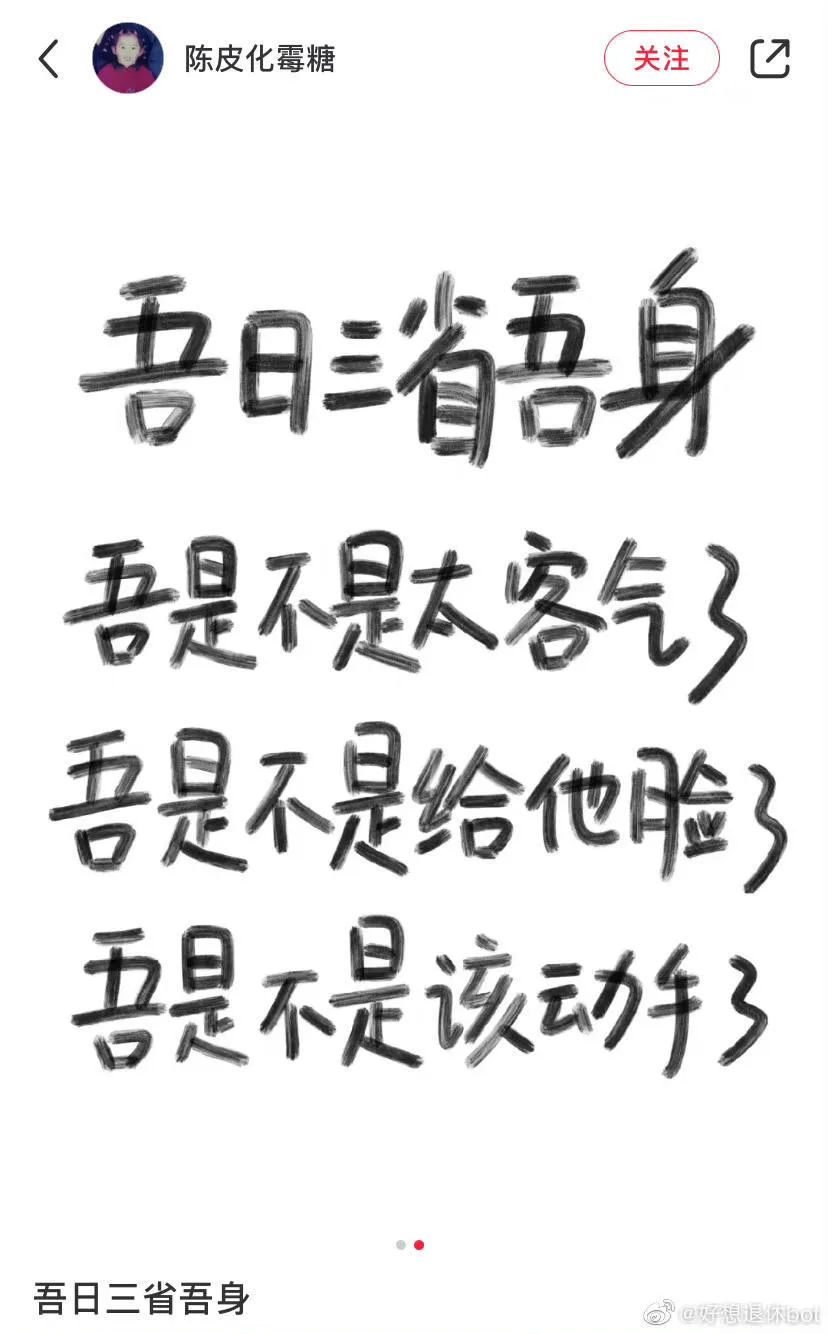 陈皮化霉糖
关注
吾日三省吾身
吾是不是太客气了
吾是不是给他脸了
吾是不是该动手了
吾日三省吾身
@好想退休bot